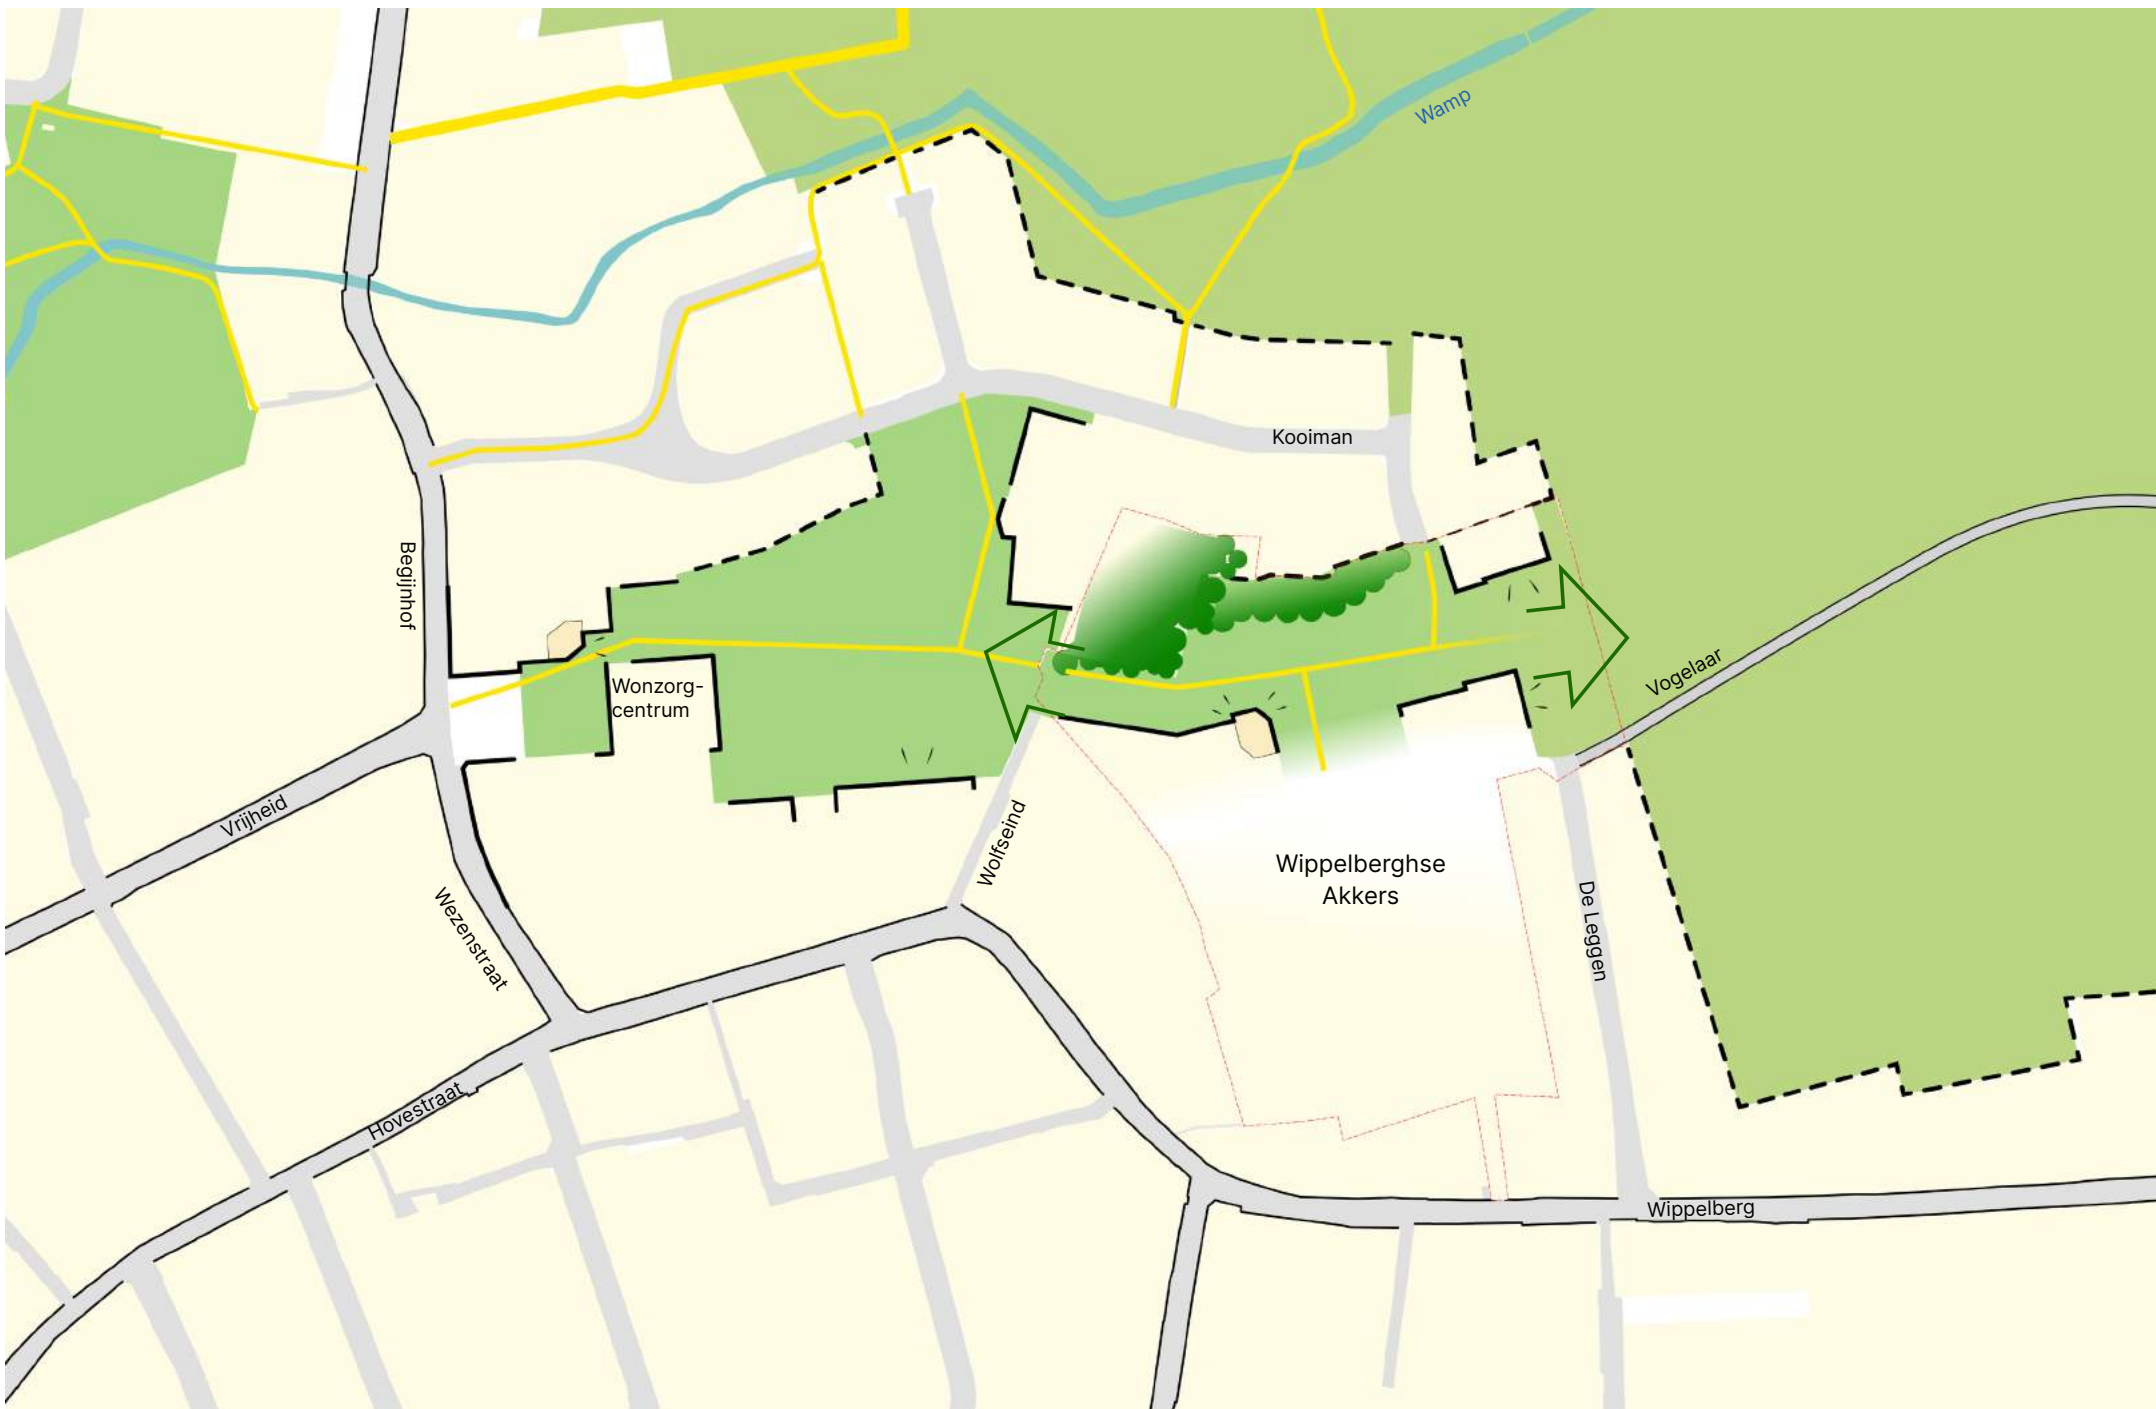 Wamp
Kooiman
Begijnhof
Wonzorg-
centrum
Vogelaar
Vrijheid
Wolfseind
Wippelberghse
Akkers
Wezenstraat
De Leggen
Hovestraat
Wippelberg